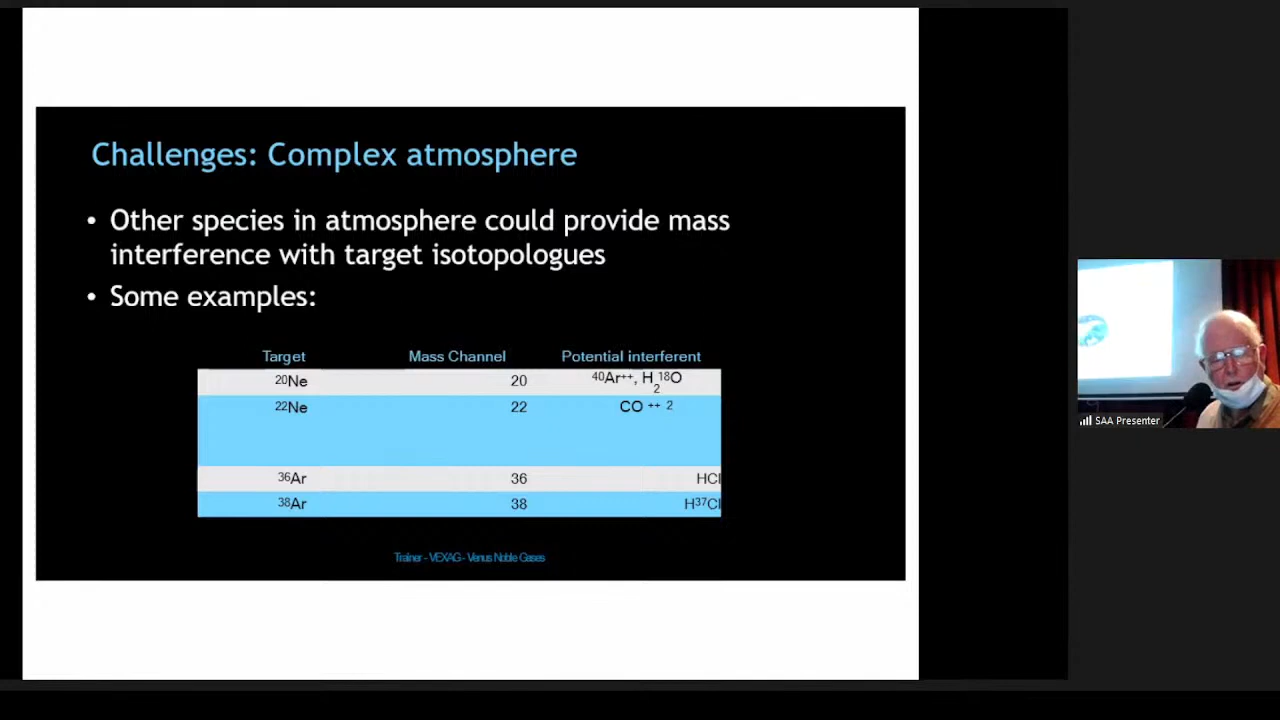 Challenges: Complex atmosphere
• Other species in atmosphere could provide mass
interference with target isotopologues
• Some examples:
Target Mass Channel Potential interferent
²⁰Ne 20 ⁴⁰Ar⁺⁺, H₂¹⁸O
²²Ne 22 CO ⁺⁺ ²
³⁶Ar 36 HCl
³⁸Ar 38 H³⁷Cl
Trainer - VEXAG - Venus Noble Gases
SAA Presenter